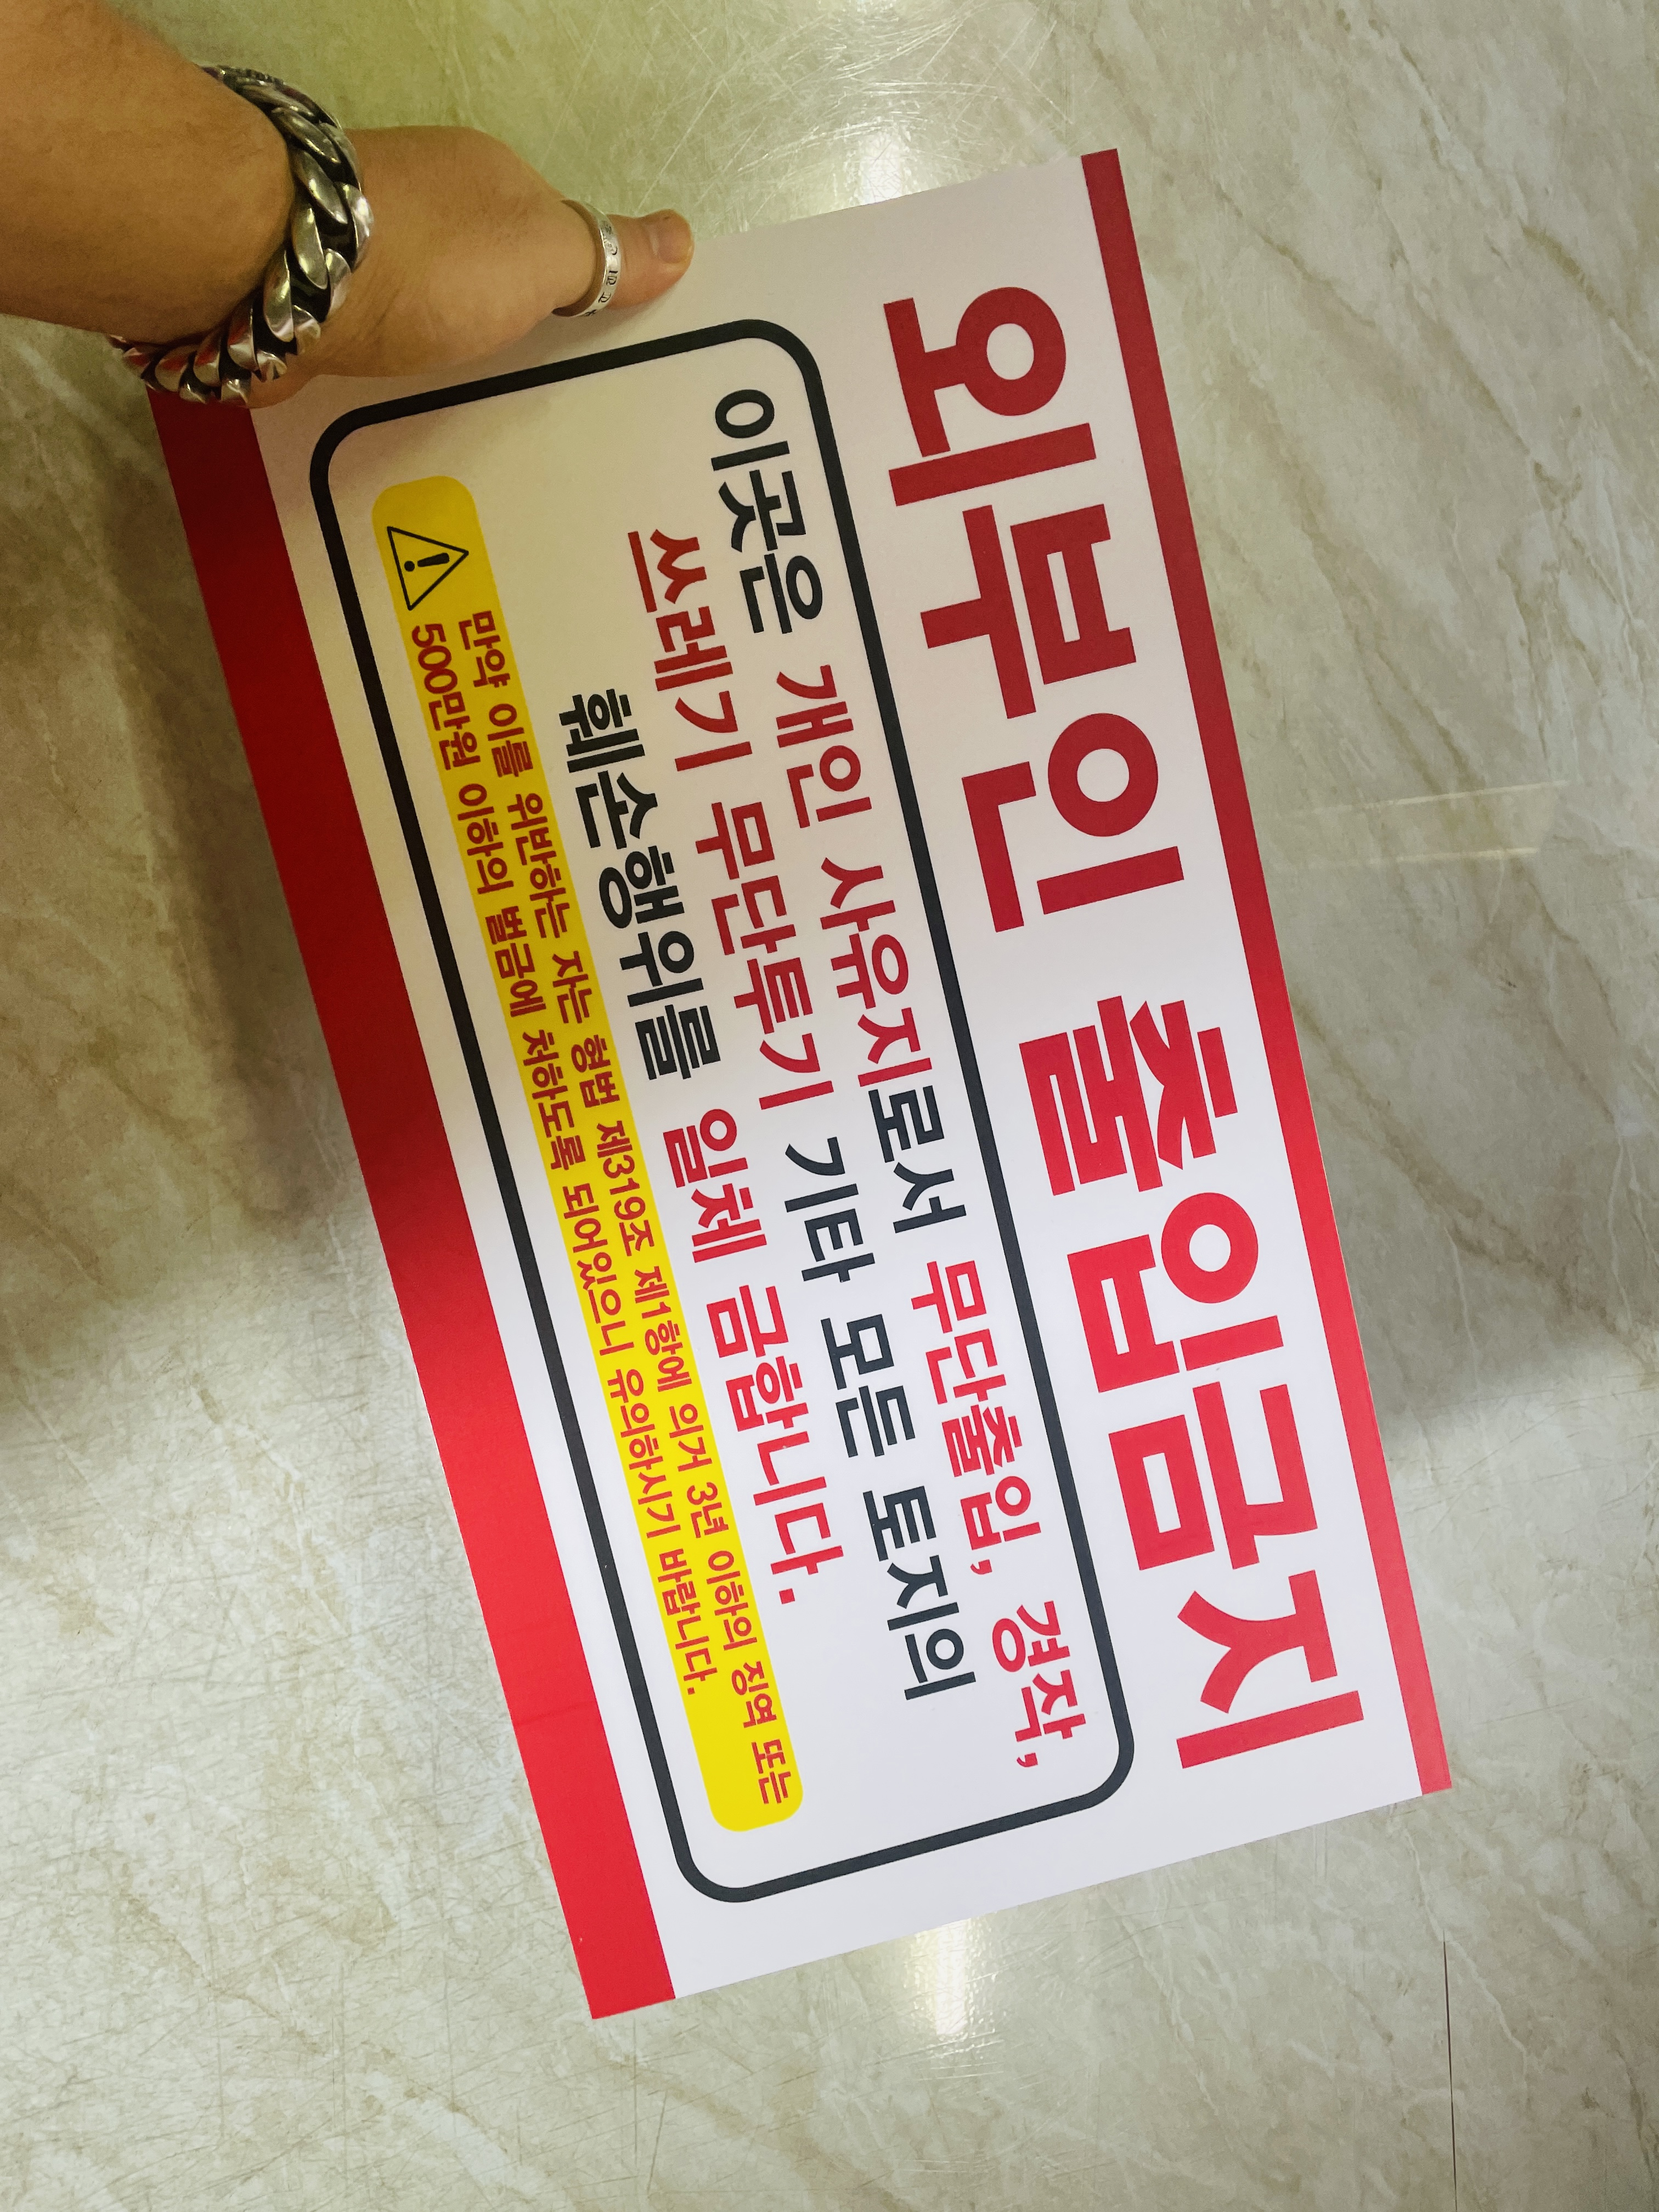 외부인 출입금지
이곳은 개인 사유지로서 무단출입, 경작,
쓰레기 무단투기 기타 모든 토지의
훼손행위를 일체 금합니다.
만약 이를 위반하는 자는 형법 제319조 제1항에 의거 3년 이하의 징역 또는
500만원 이하의 벌금에 처하도록 되어있으니 유의하시기 바랍니다.